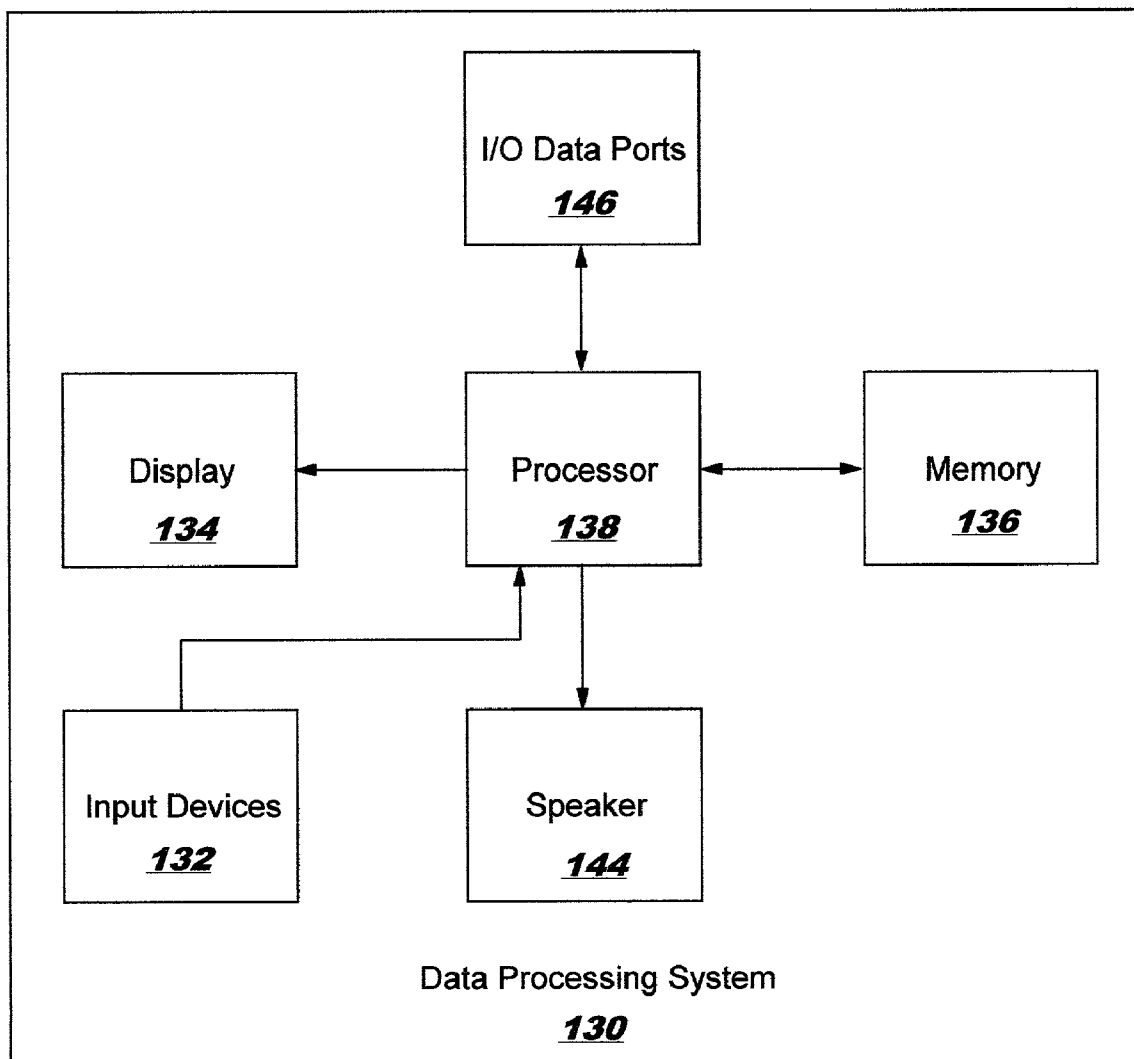 I/O Data Ports
146
Display
134
Processor
138
Memory
136
Input Devices
132
Speaker
144
Data Processing System
130